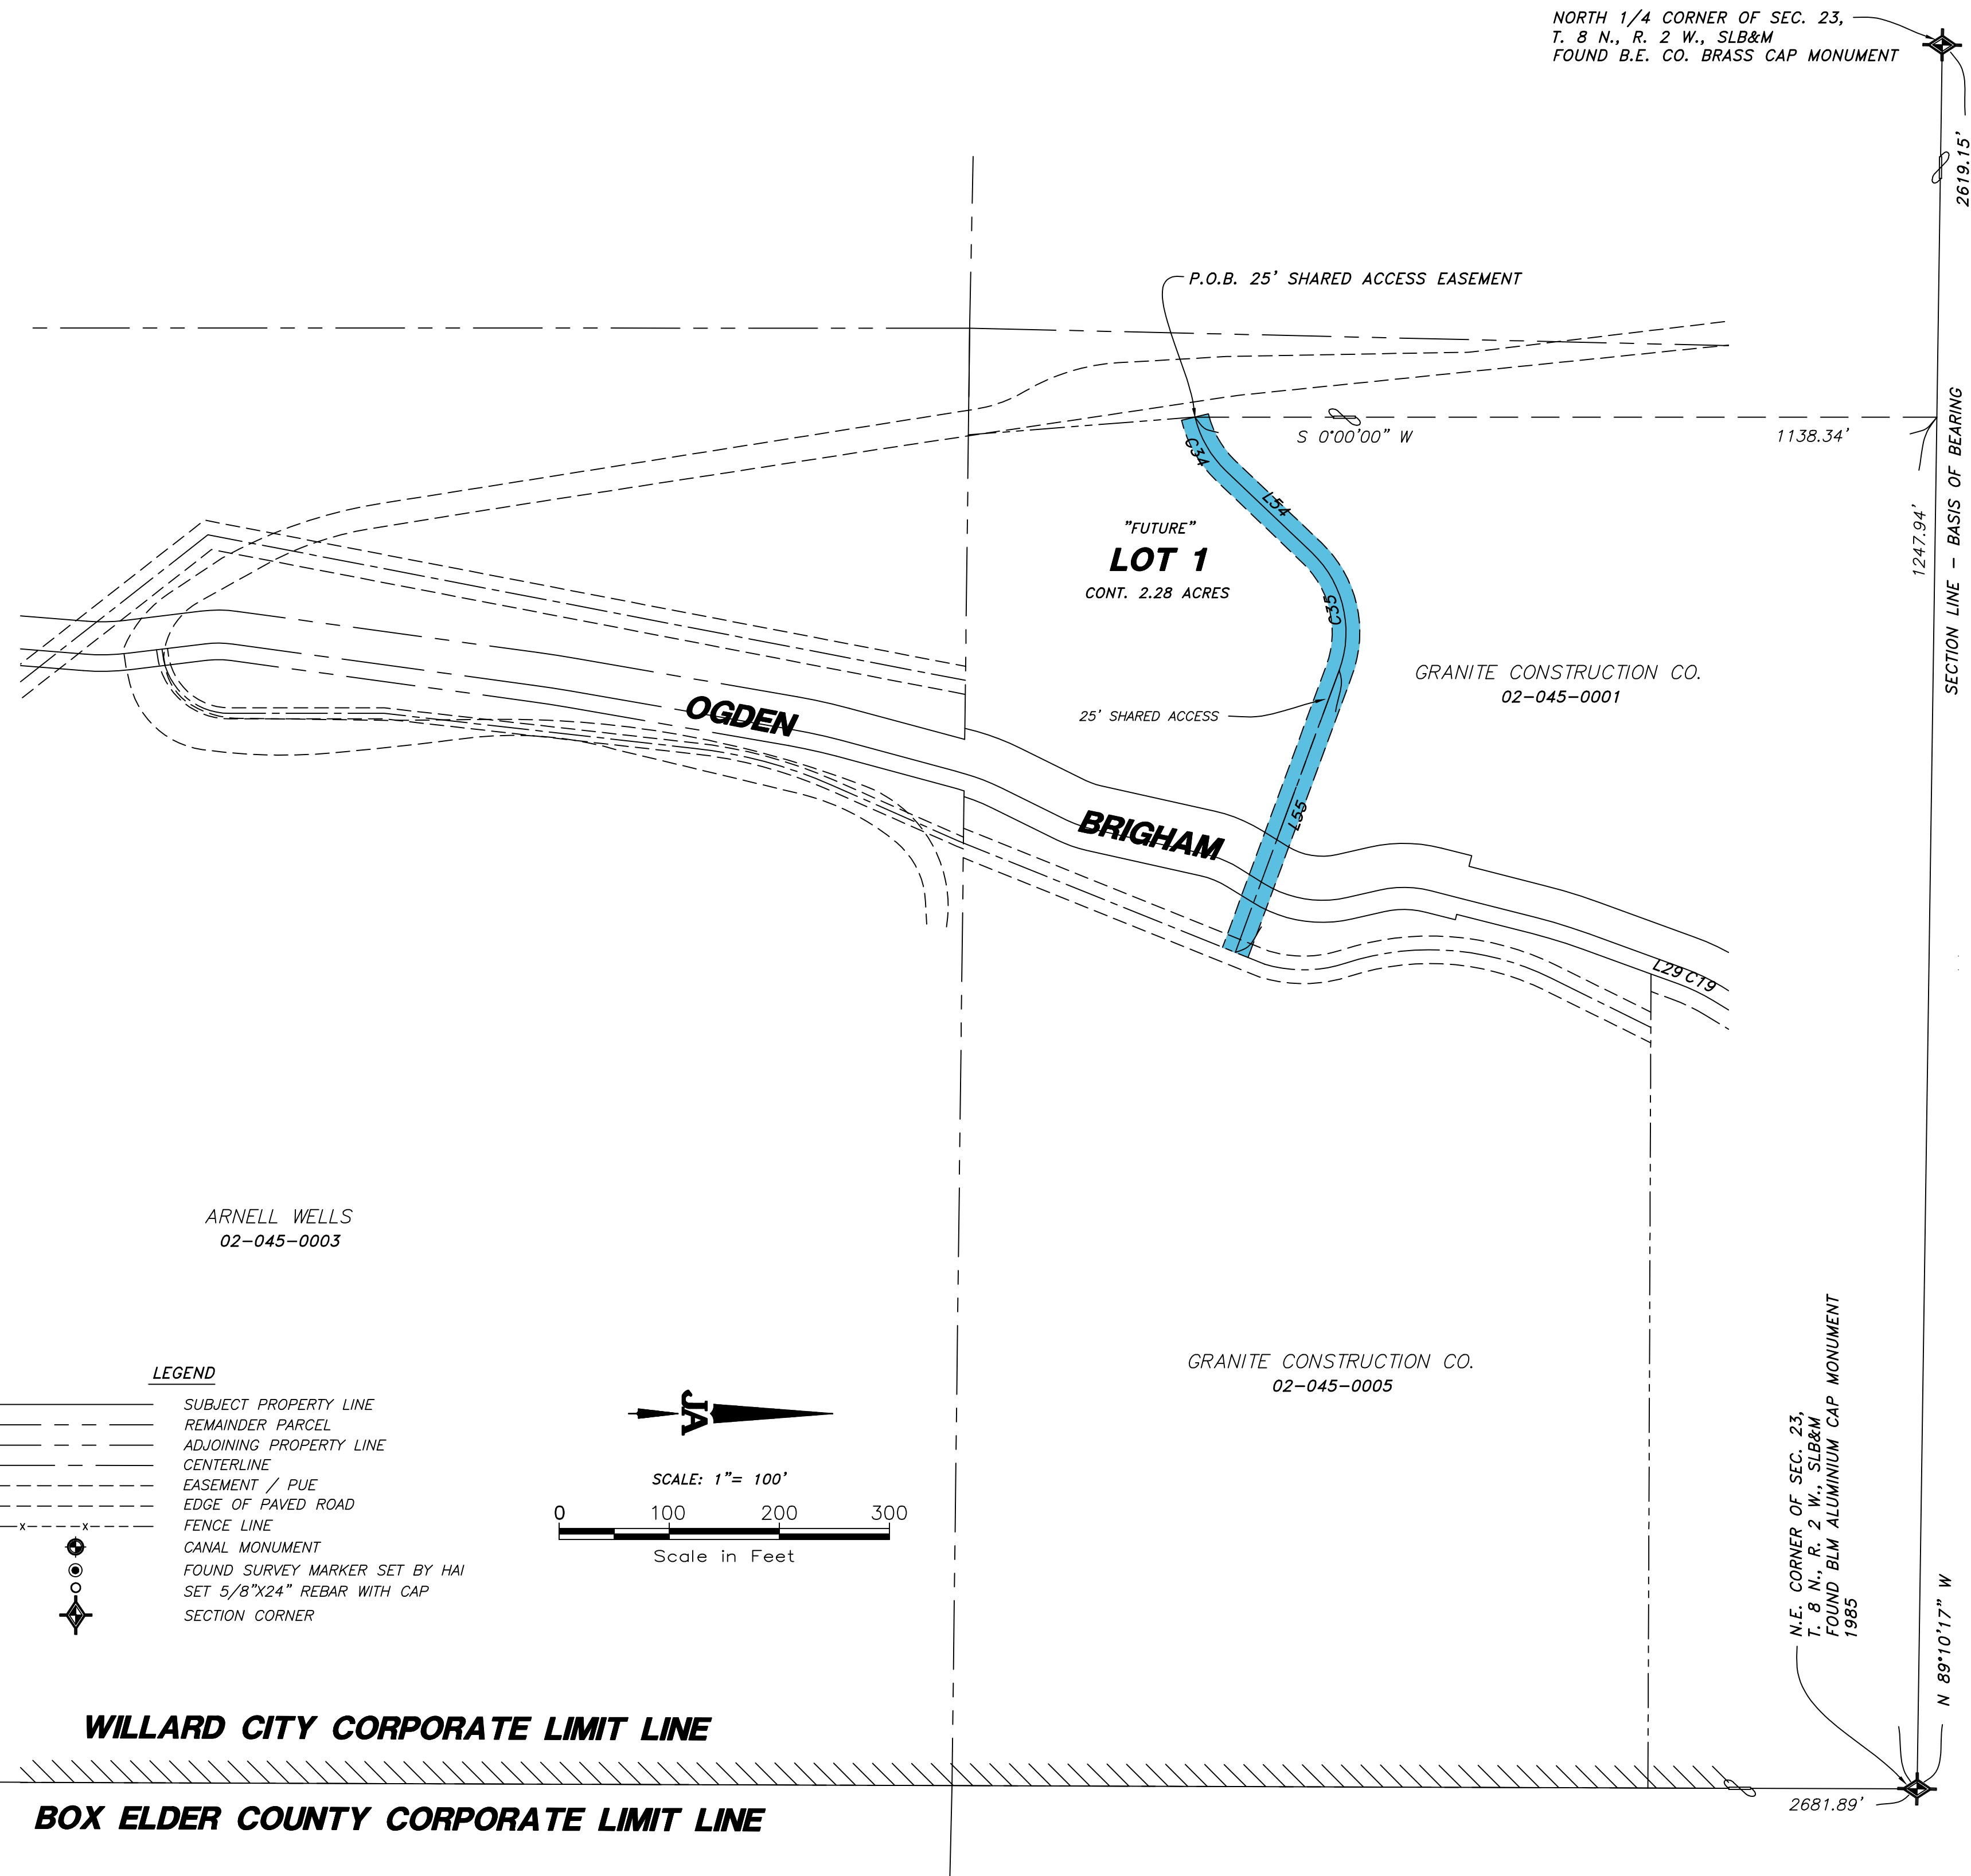 NORTH 1/4 CORNER OF SEC. 23,
T. 8 N., R. 2 W., SLB&M
FOUND B.E. CO. BRASS CAP MONUMENT
2619.15'
P.O.B. 25' SHARED ACCESS EASEMENT
S 0°00'00" W
1138.34'
SECTION LINE - BASIS OF BEARING
1247.94'
C34
L54
"FUTURE"
LOT 1
CONT. 2.28 ACRES
C35
GRANITE CONSTRUCTION CO.
02-045-0001
25' SHARED ACCESS
OGDEN
BRIGHAM
L55
L29
C19
ARNELL WELLS
02-045-0003
GRANITE CONSTRUCTION CO.
02-045-0005
LEGEND
SUBJECT PROPERTY LINE
REMAINDER PARCEL
ADJOINING PROPERTY LINE
CENTERLINE
EASEMENT / PUE
EDGE OF PAVED ROAD
x x FENCE LINE
CANAL MONUMENT
FOUND SURVEY MARKER SET BY HAI
SET 5/8"X24" REBAR WITH CAP
SECTION CORNER
JA
SCALE: 1"= 100'
0 100 200 300
Scale in Feet
N.E. CORNER OF SEC. 23,
T. 8 N., R. 2 W., SLB&M
FOUND BLM ALUMINIUM CAP MONUMENT
1985
N 89°10'17" W
2681.89'
WILLARD CITY CORPORATE LIMIT LINE
BOX ELDER COUNTY CORPORATE LIMIT LINE